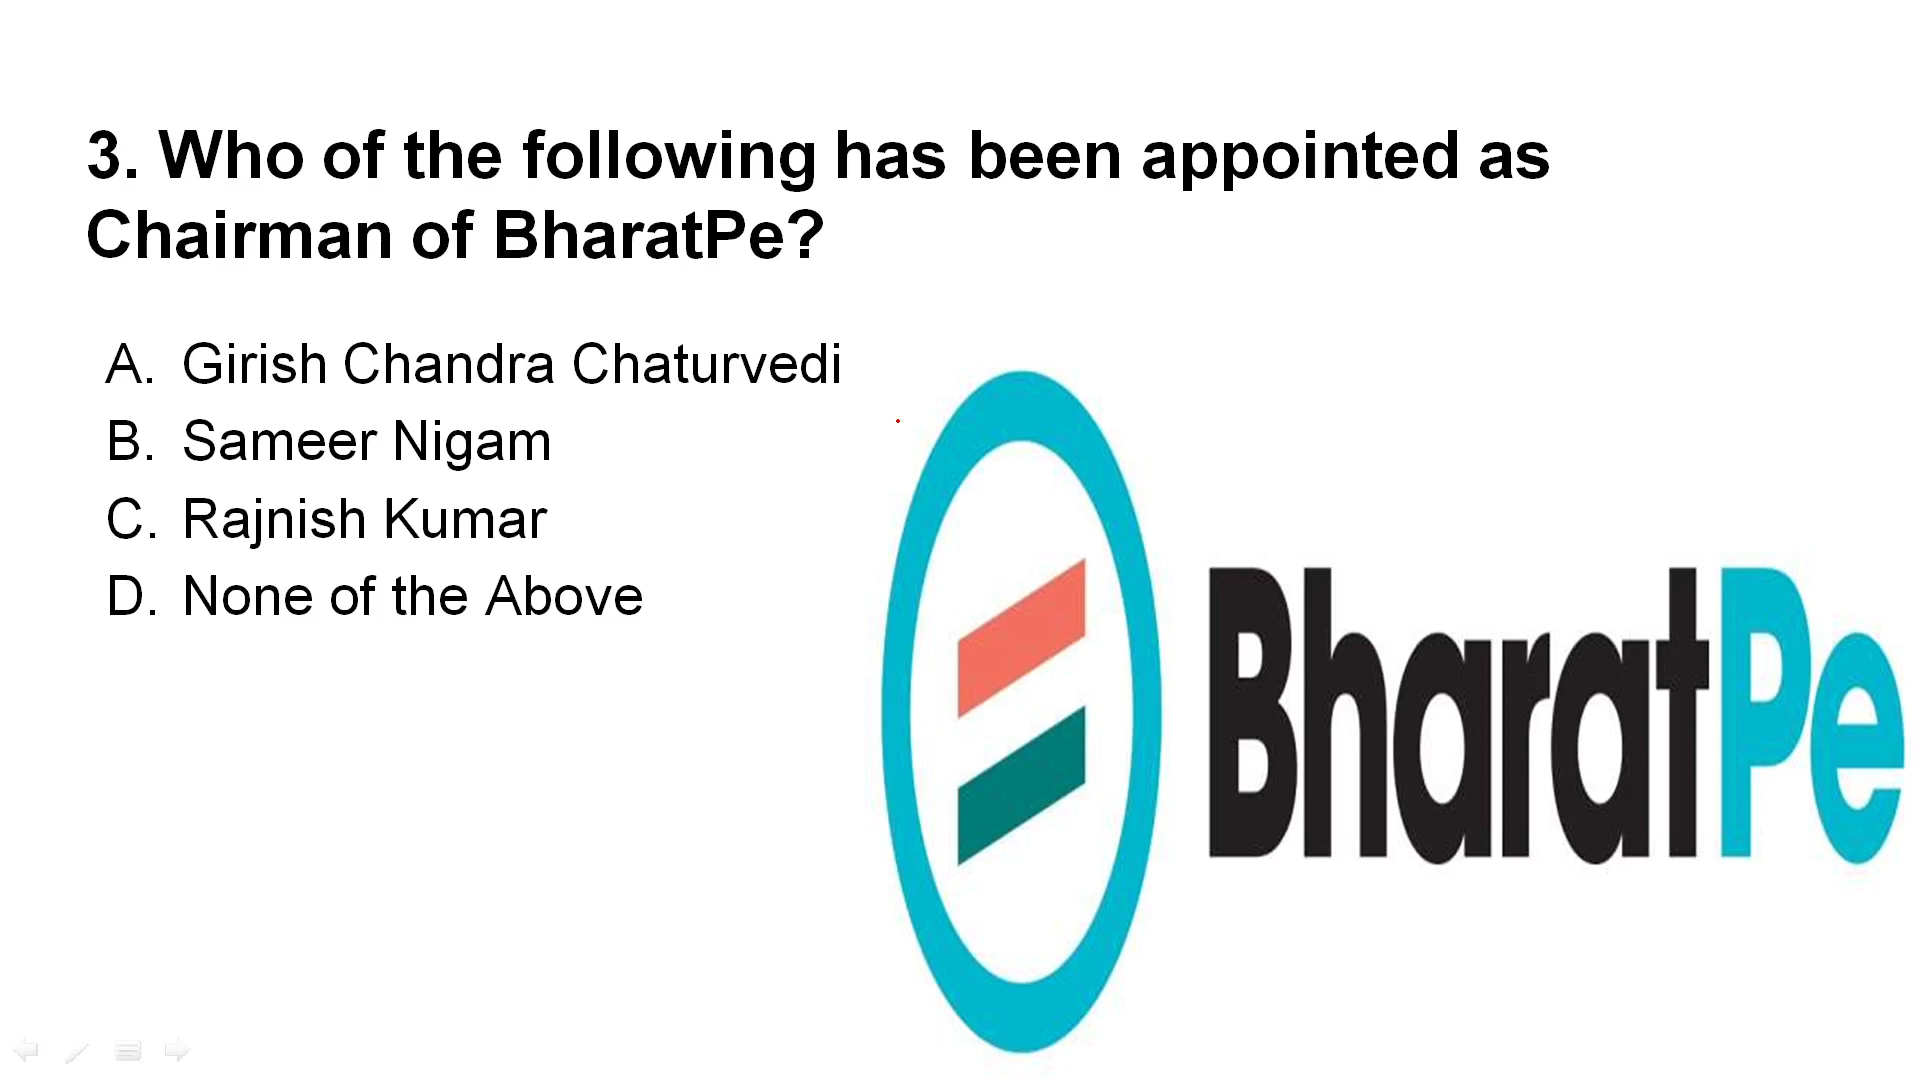 3. Who of the following has been appointed as
Chairman of BharatPe?
A. Girish Chandra Chaturvedi
B. Sameer Nigam
C. Rajnish Kumar
D. None of the Above
BharatPe